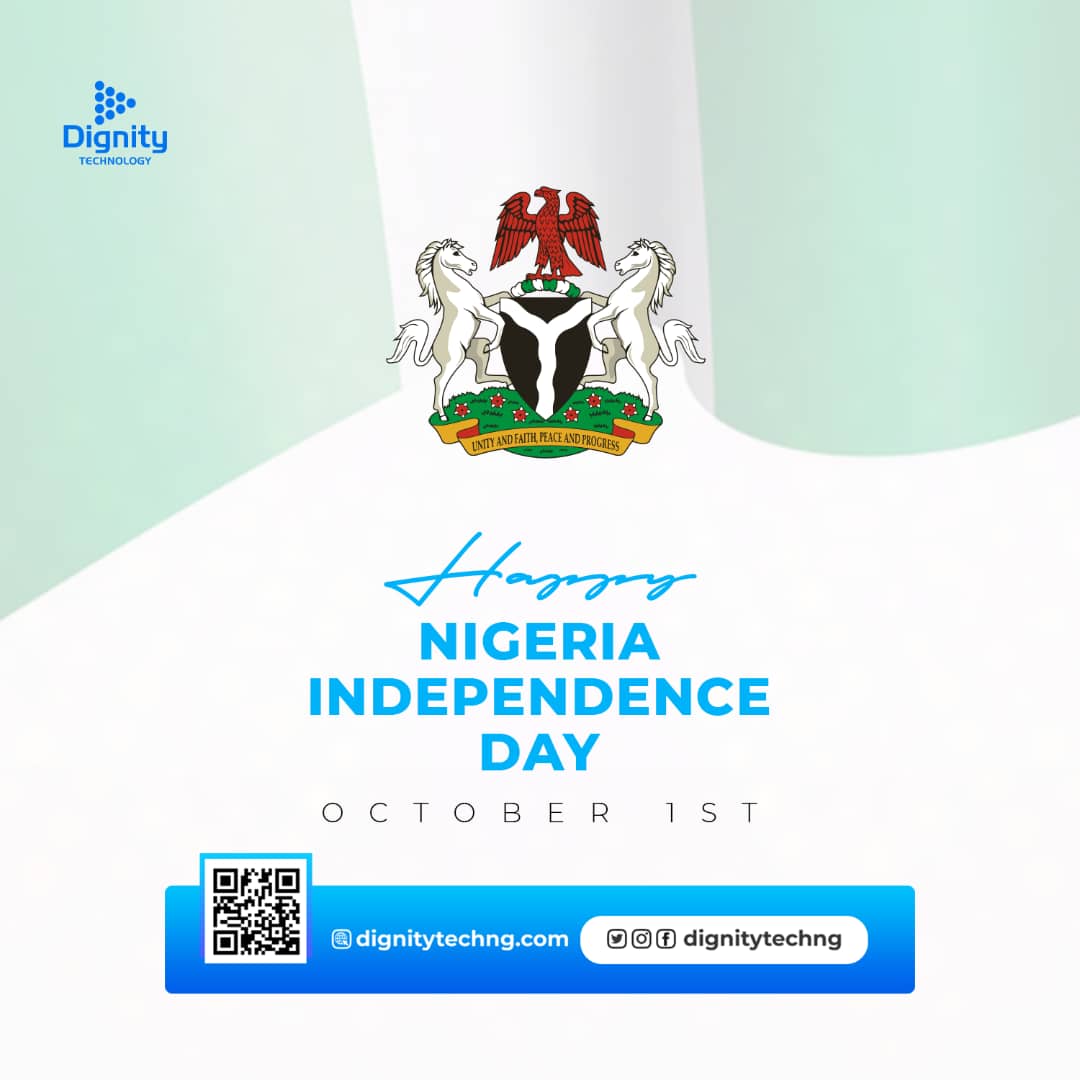 Dignity
TECHNOLOGY
UNITY AND FAITH, PEACE AND PROGRESS
Happy
NIGERIA
INDEPENDENCE
DAY
OCTOBER 1ST
dignitytechng.com
dignitytechng